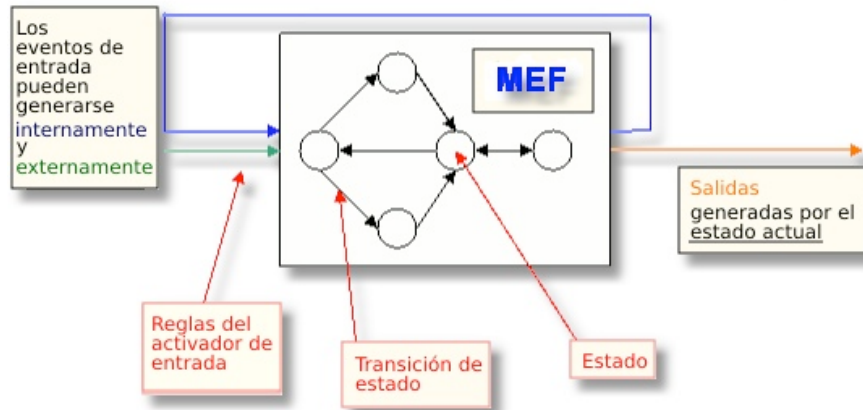 Los
eventos de
entrada
pueden
generarse
internamente
y
externamente
MEF
Salidas
generadas por el
estado actual
Reglas del
activador de
entrada
Transición de
estado
Estado